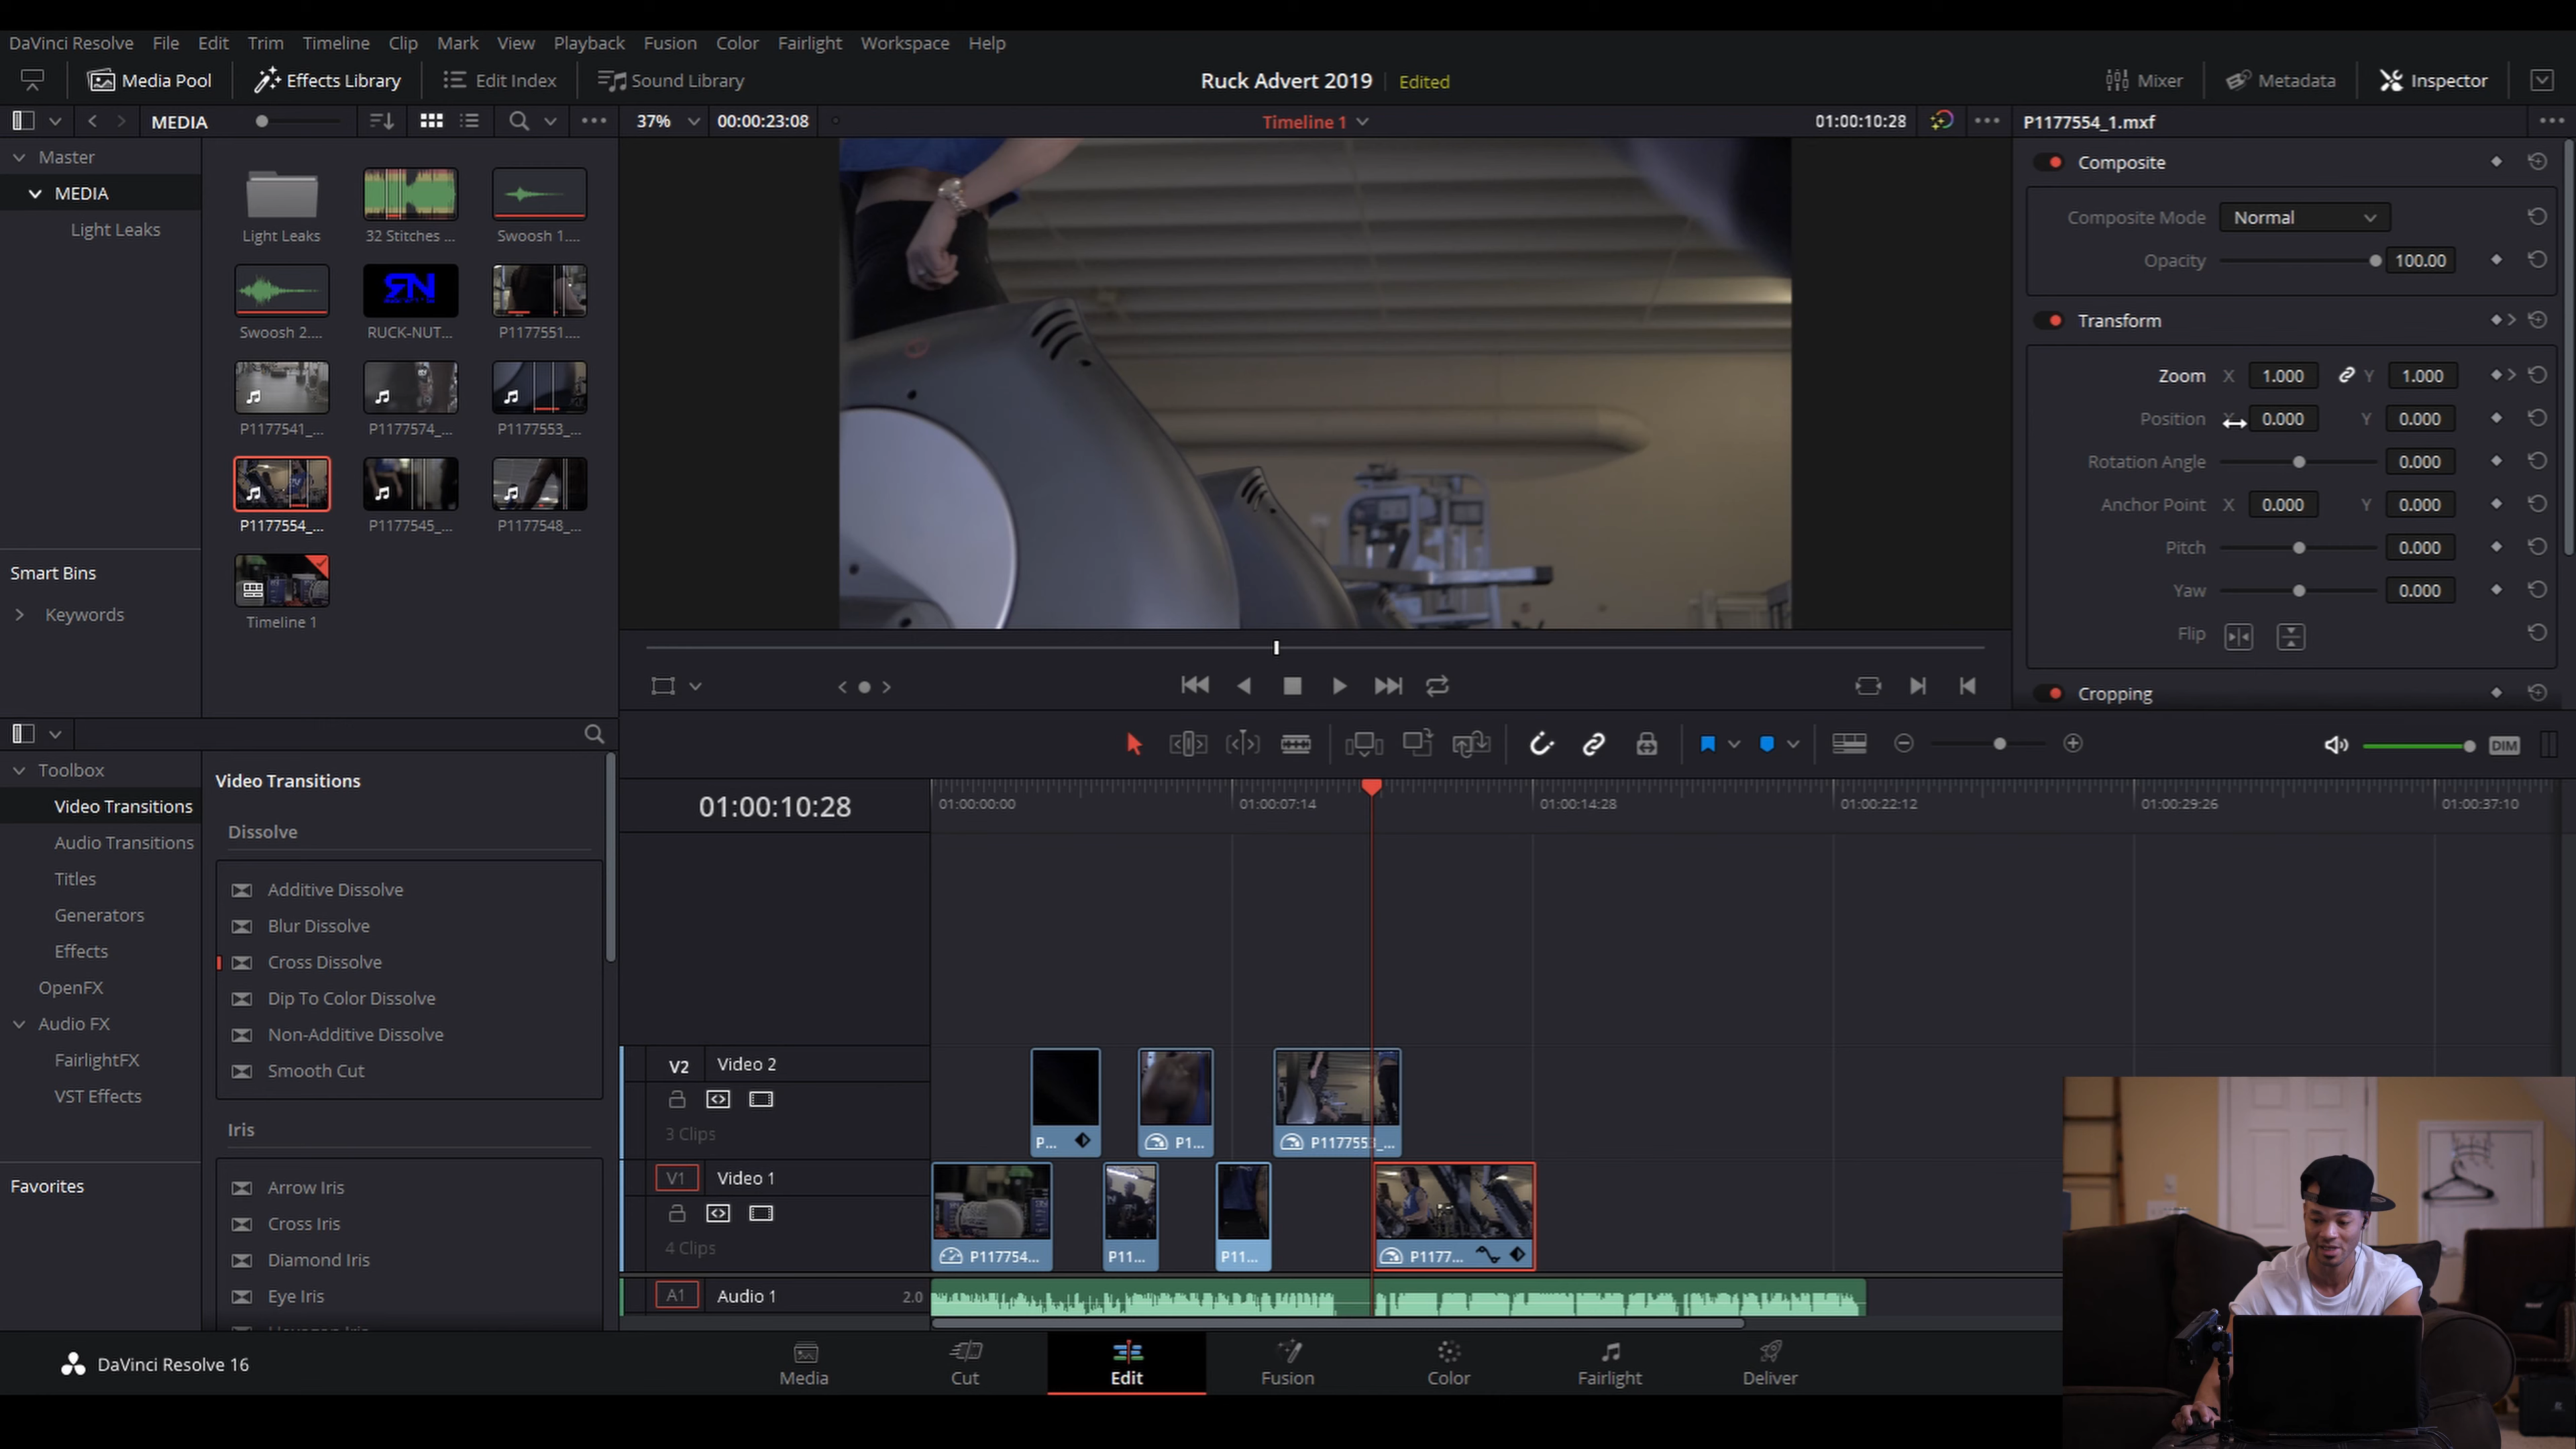 DaVinci Resolve File Edit Trim Timeline Clip Mark View Playback Fusion Color Fairlight Workspace Help
Media Pool Effects Library Edit Index Sound Library Ruck Advert 2019 Edited Mixer Metadata Inspector
MEDIA 37% 00:00:23:08 Timeline 1 01:00:10:28 P1177554_1.mxf
Master
MEDIA
Light Leaks
Smart Bins
Keywords
Light Leaks 32 Stitches ... Swoosh 1....
RN
Swoosh 2.... RUCK-NUT... P1177551....
P1177541_... P1177574_... P1177553_...
P1177554_... P1177545_... P1177548_...
Timeline 1
Composite
Composite Mode Normal
Opacity 100.00
Transform
Zoom X 1.000 Y 1.000
Position X 0.000 Y 0.000
Rotation Angle 0.000
Anchor Point X 0.000 Y 0.000
Pitch 0.000
Yaw 0.000
Flip
Cropping
DIM
Toolbox
Video Transitions
Audio Transitions
Titles
Generators
Effects
OpenFX
Audio FX
FairlightFX
VST Effects
Favorites
Video Transitions
Dissolve
Additive Dissolve
Blur Dissolve
Cross Dissolve
Dip To Color Dissolve
Non-Additive Dissolve
Smooth Cut
Iris
Arrow Iris
Cross Iris
Diamond Iris
Eye Iris
01:00:10:28 01:00:00:00 01:00:07:14 01:00:14:28 01:00:22:12 01:00:29:26 01:00:37:10
V2 Video 2
3 Clips P... P1... P1177553_...
V1 Video 1
4 Clips P117754... P11... P11... P1177...
A1 Audio 1 2.0
DaVinci Resolve 16 Media Cut Edit Fusion Color Fairlight Deliver